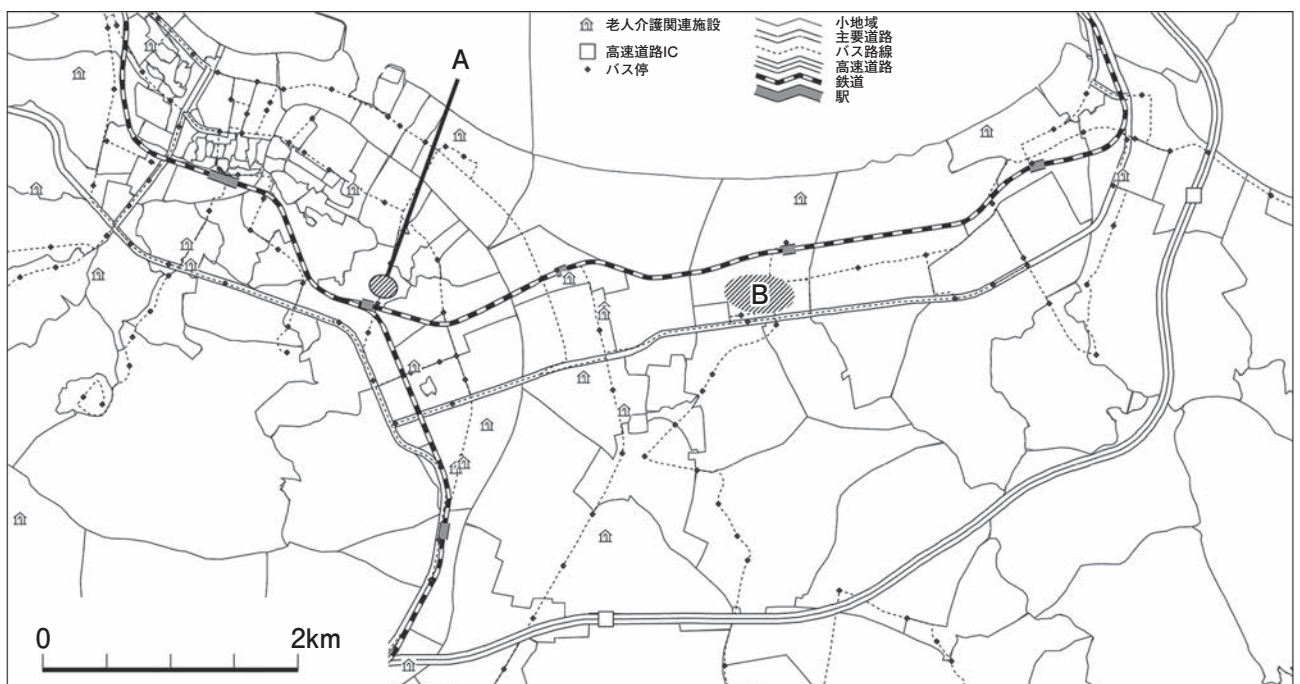 老人介護関連施設
高速道路IC
バス停
小地域
主要道路
バス路線
高速道路
鉄道
駅
A
B
0 2km